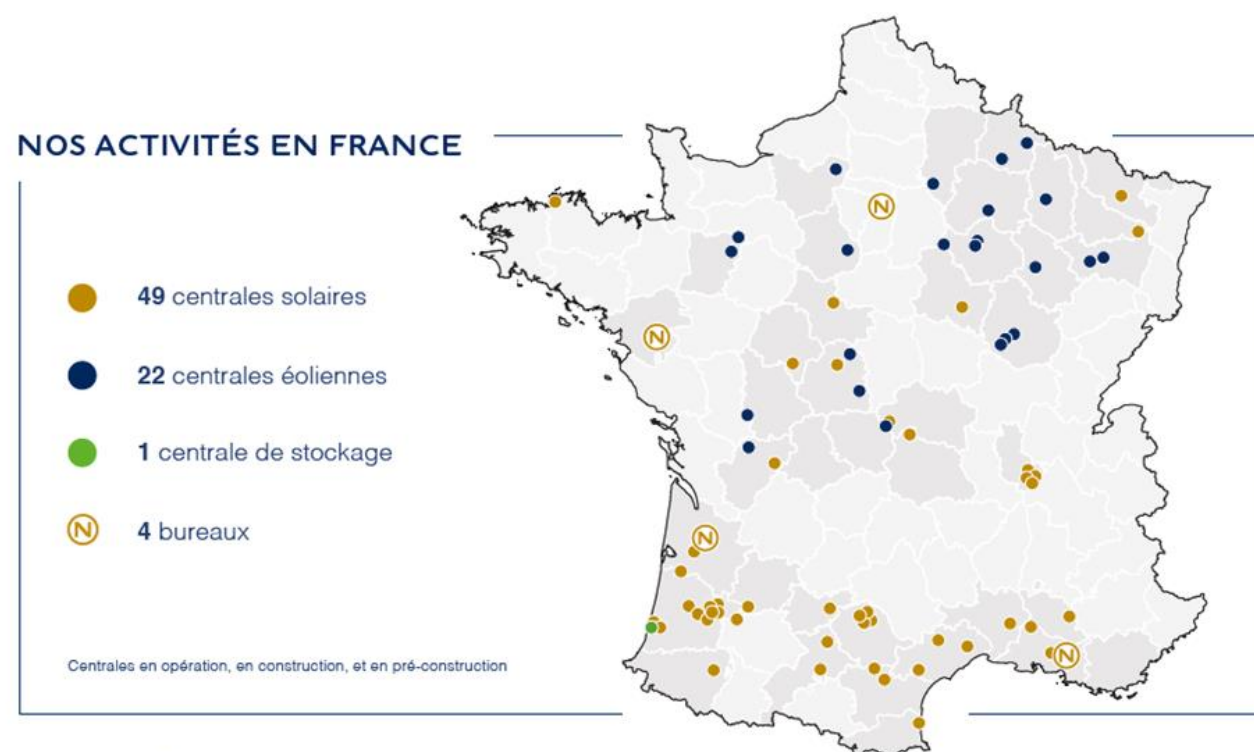 NOS ACTIVITÉS EN FRANCE
49 centrales solaires
22 centrales éoliennes
1 centrale de stockage
N 4 bureaux
Centrales en opération, en construction, et en pré-construction
N
N
N
N